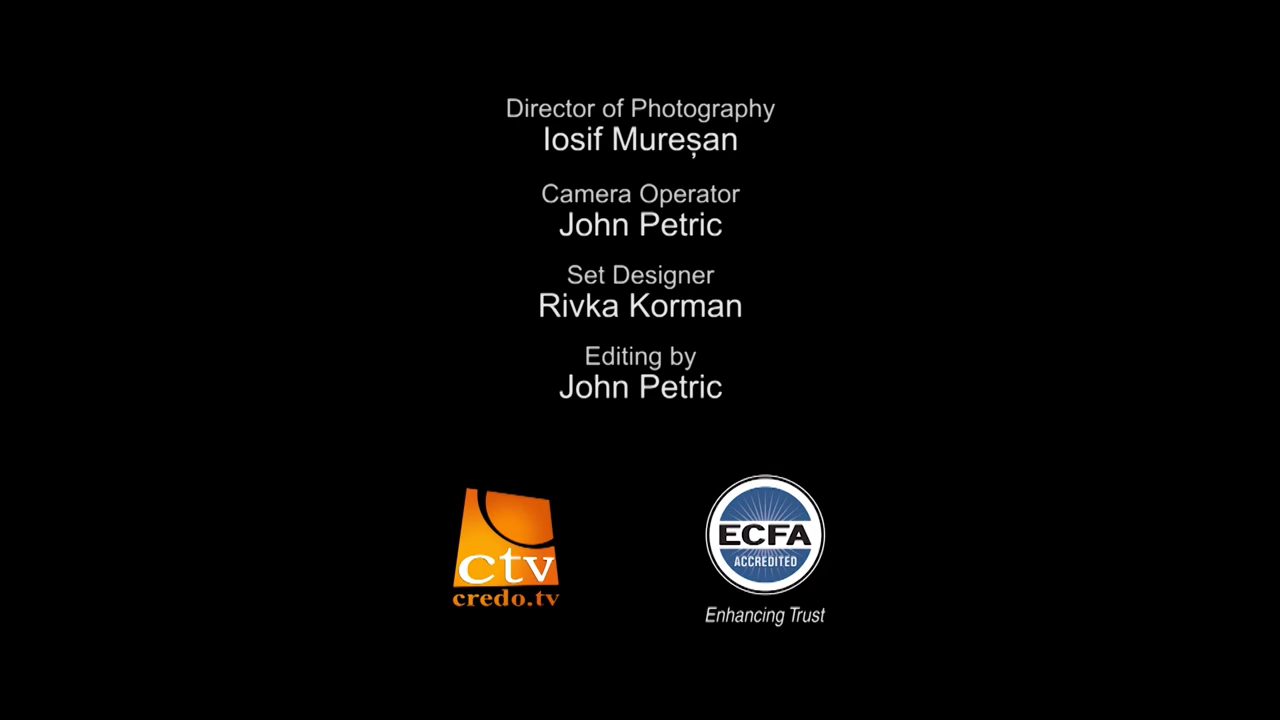 Director of Photography
Iosif Mureșan
Camera Operator
John Petric
Set Designer
Rivka Korman
Editing by
John Petric
ctv
credo.tv
ECFA
ACCREDITED
Enhancing Trust